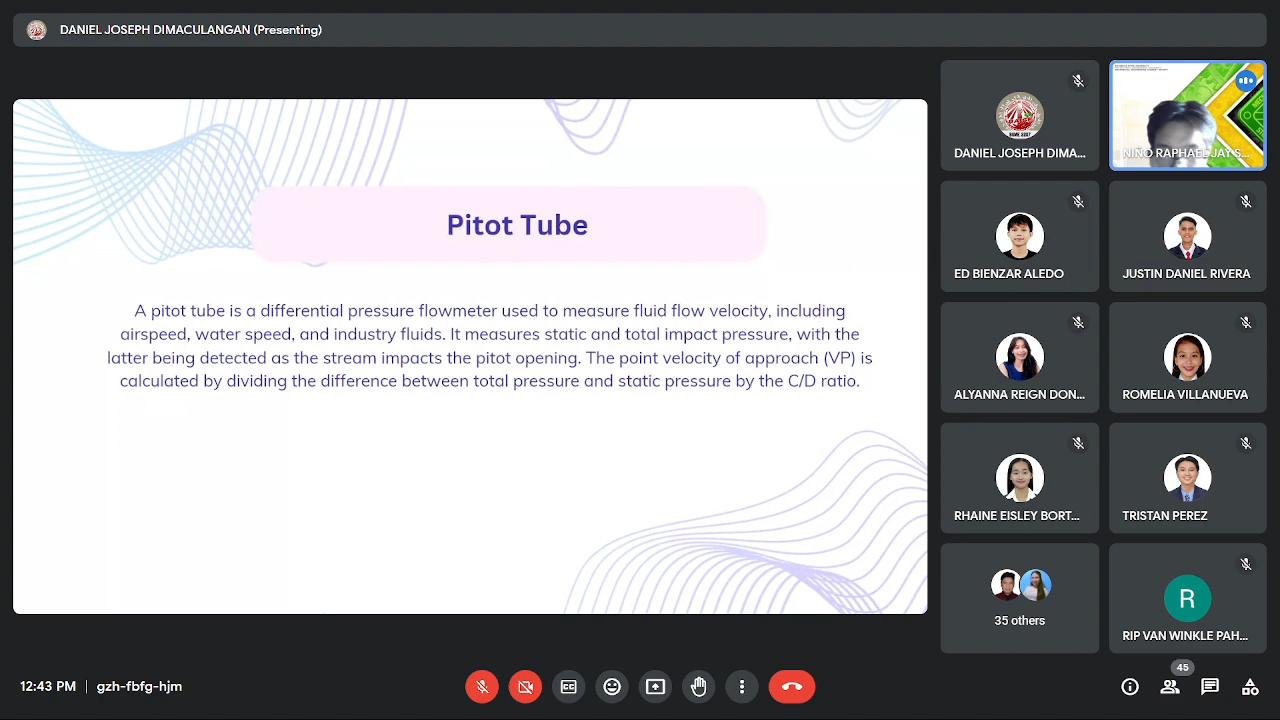 DANIEL JOSEPH DIMACULANGAN (Presenting)
Pitot Tube
A pitot tube is a differential pressure flowmeter used to measure fluid flow velocity, including
airspeed, water speed, and industry fluids. It measures static and total impact pressure, with the
latter being detected as the stream impacts the pitot opening. The point velocity of approach (VP) is
calculated by dividing the difference between total pressure and static pressure by the C/D ratio.
DANIEL JOSEPH DIMA...
NIÑO RAPHAEL JAY S...
ED BIENZAR ALEDO
JUSTIN DANIEL RIVERA
ALYANNA REIGN DON...
ROMELIA VILLANUEVA
RHAINE EISLEY BORT...
TRISTAN PEREZ
35 others
R
RIP VAN WINKLE PAH...
12:43 PM | gzh-fbfg-hjm
45